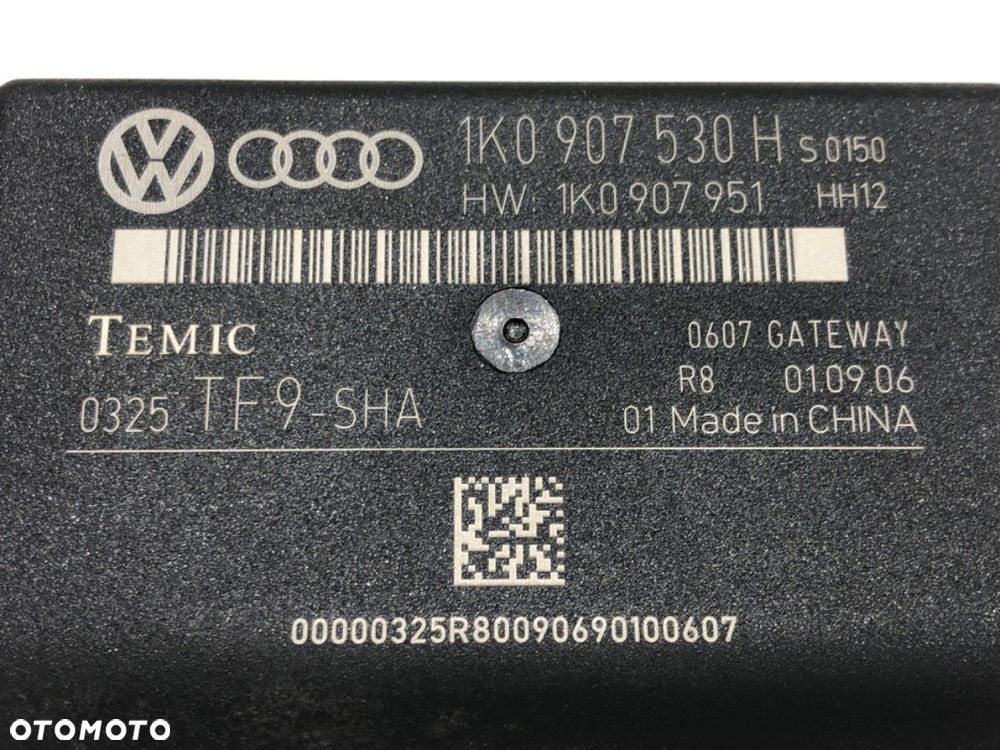 1K0 907 530 H S.0150
HW: 1K0 907 951 HH12
TEMIC
0607 GATEWAY
R8 01.09.06
0325 TF9-SHA
01 Made in CHINA
00000325R80090690100607
OTOMOTO